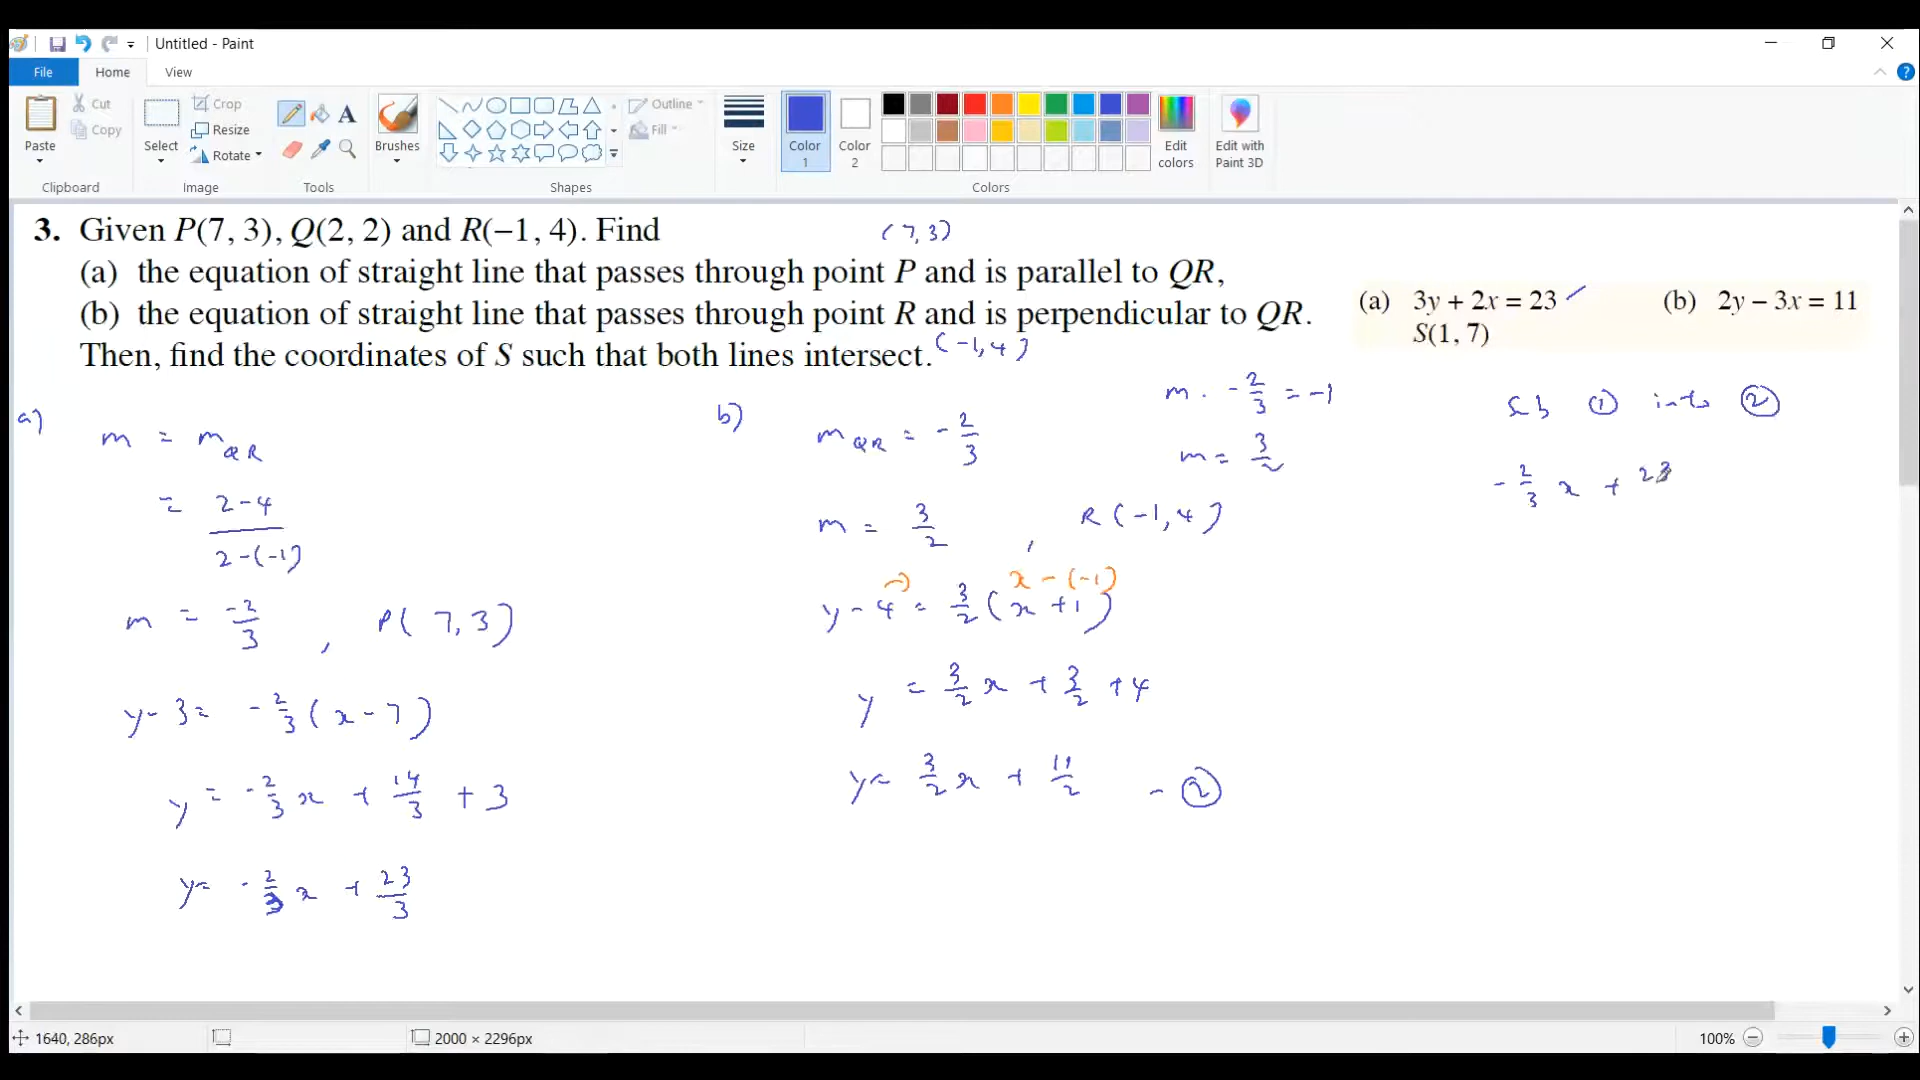 Untitled - Paint
File Home View
Paste Cut Copy
Clipboard
Select Crop Resize Rotate
Image
Tools
Brushes
Outline Fill
Shapes
Size
Color 1 Color 2
Edit colors
Colors
Edit with Paint 3D
3. Given P(7, 3), Q(2, 2) and R(−1, 4). Find
(7, 3)
(a) the equation of straight line that passes through point P and is parallel to QR,
(b) the equation of straight line that passes through point R and is perpendicular to QR.
Then, find the coordinates of S such that both lines intersect.
(-1, 4)
(a) 3y + 2x = 23 (b) 2y − 3x = 11
S(1, 7)
a)
m = m QR
= 2-4 / 2-(-1)
m = -2/3 , P(7, 3)
y - 3 = -2/3 (x - 7)
y = -2/3 x + 14/3 + 3
y = -2/3 x + 23/3
b)
m QR = -2/3
m · -2/3 = -1
m = 3/2
m = 3/2 , R(-1, 4)
x - (-1)
y - 4 = 3/2 (x + 1)
y = 3/2 x + 3/2 + 4
y = 3/2 x + 11/2 - ②
sub ① into ②
-2/3 x + 23
1640, 286px
2000 × 2296px
100%